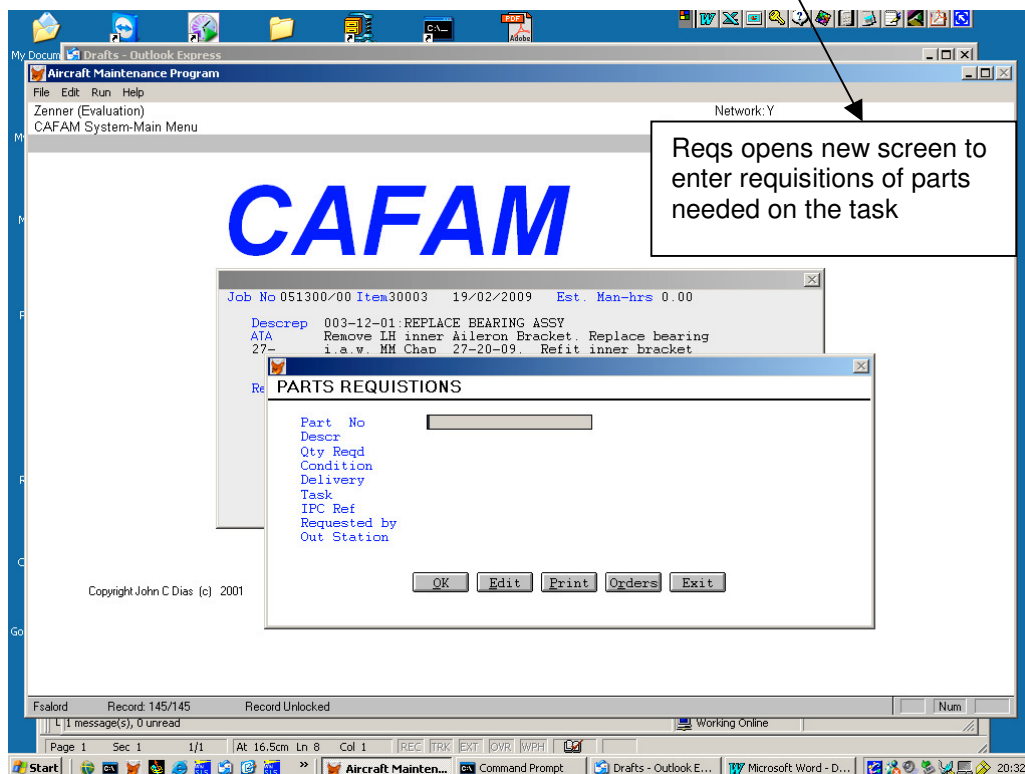 Adobe
My Docum
Drafts - Outlook Express
Aircraft Maintenance Program
File Edit Run Help
Zenner (Evaluation)
Network: Y
CAFAM System-Main Menu
Reqs opens new screen to
enter requisitions of parts
needed on the task
CAFAM
Job No 051300/00 Item30003 19/02/2009 Est. Man-hrs 0.00
Descrep 003-12-01:REPLACE BEARING ASSY
ATA Remove LH inner Aileron Bracket. Replace bearing
27- i.a.w. MM Chap 27-20-09. Refit inner bracket
Re
PARTS REQUISTIONS
Part No
Descr
Qty Reqd
Condition
Delivery
Task
IPC Ref
Requested by
Out Station
OK Edit Print Orders Exit
Copyright John C Dias (c) 2001
Go
Fsalord Record: 145/145 Record Unlocked Num
1 message(s), 0 unread Working Online
Page 1 Sec 1 1/1 At 16.5cm Ln 8 Col 1 REC TRK EXT OVR WPH
Start Aircraft Mainten... Command Prompt Drafts - Outlook E... Microsoft Word - D... 20:32